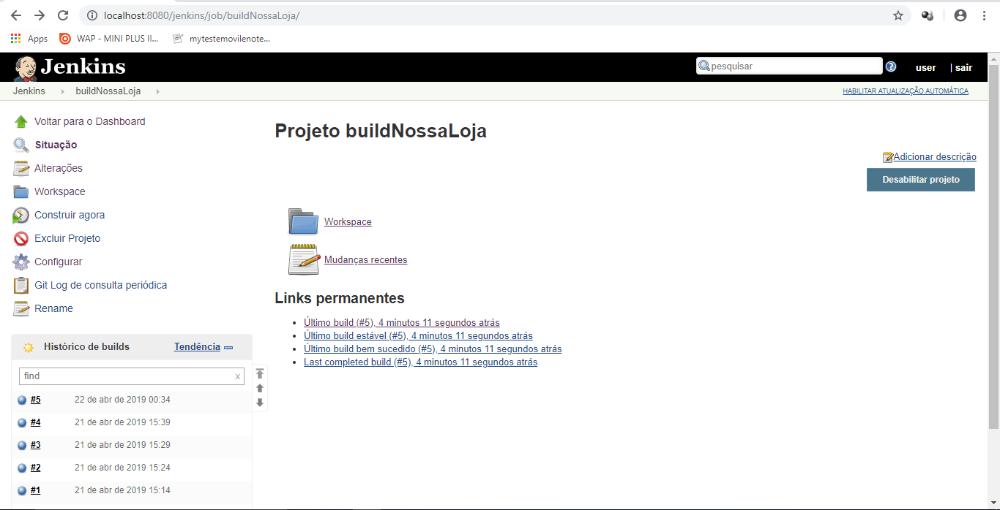 localhost:8080/jenkins/job/buildNossaLoja/
Apps WAP - MINI PLUS II... mytestemovilenote...
Jenkins pesquisar ? user | sair
Jenkins buildNossaLoja HABILITAR ATUALIZAÇÃO AUTOMÁTICA
Voltar para o Dashboard
Situação
Alterações
Workspace
Construir agora
Excluir Projeto
Configurar
Git Log de consulta periódica
Rename
Histórico de builds Tendência
find x
#5 22 de abr de 2019 00:34
#4 21 de abr de 2019 15:39
#3 21 de abr de 2019 15:29
#2 21 de abr de 2019 15:24
#1 21 de abr de 2019 15:14
Projeto buildNossaLoja
Adicionar descrição
Desabilitar projeto
Workspace
Mudanças recentes
Links permanentes
Último build (#5), 4 minutos 11 segundos atrás
Último build estável (#5), 4 minutos 11 segundos atrás
Último build bem sucedido (#5), 4 minutos 11 segundos atrás
Last completed build (#5), 4 minutos 11 segundos atrás